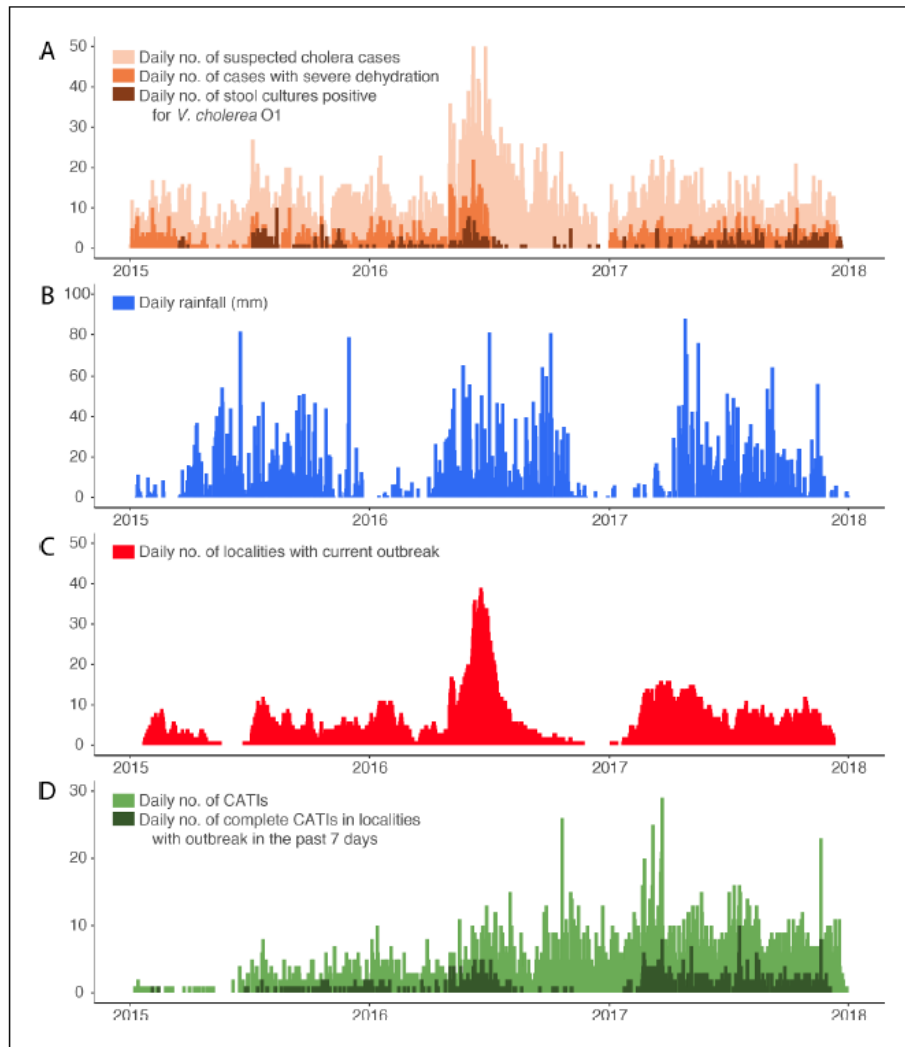 A
50
Daily no. of suspected cholera cases
Daily no. of cases with severe dehydration
40
Daily no. of stool cultures positive
for V. cholerea O1
30
20
10
0
2015 2016 2017 2018
B
100
Daily rainfall (mm)
80
60
40
20
0
2015 2016 2017 2018
C
50
Daily no. of localities with current outbreak
40
30
20
10
0
2015 2016 2017 2018
D
30
Daily no. of CATIs
Daily no. of complete CATIs in localities
with outbreak in the past 7 days
20
10
0
2015 2016 2017 2018